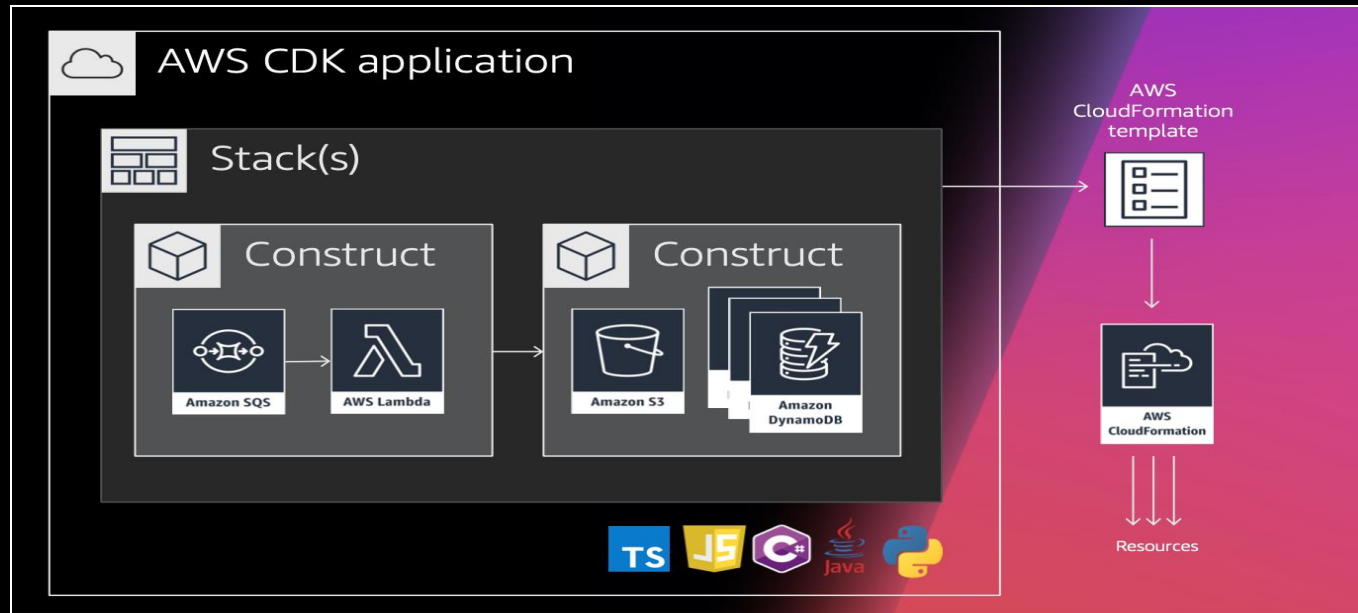 AWS CDK application
AWS
CloudFormation
template
Stack(s)
Construct
Construct
Amazon SQS
AWS Lambda
Amazon S3
Amazon
DynamoDB
AWS
CloudFormation
Resources
TS
JS
C#
Java